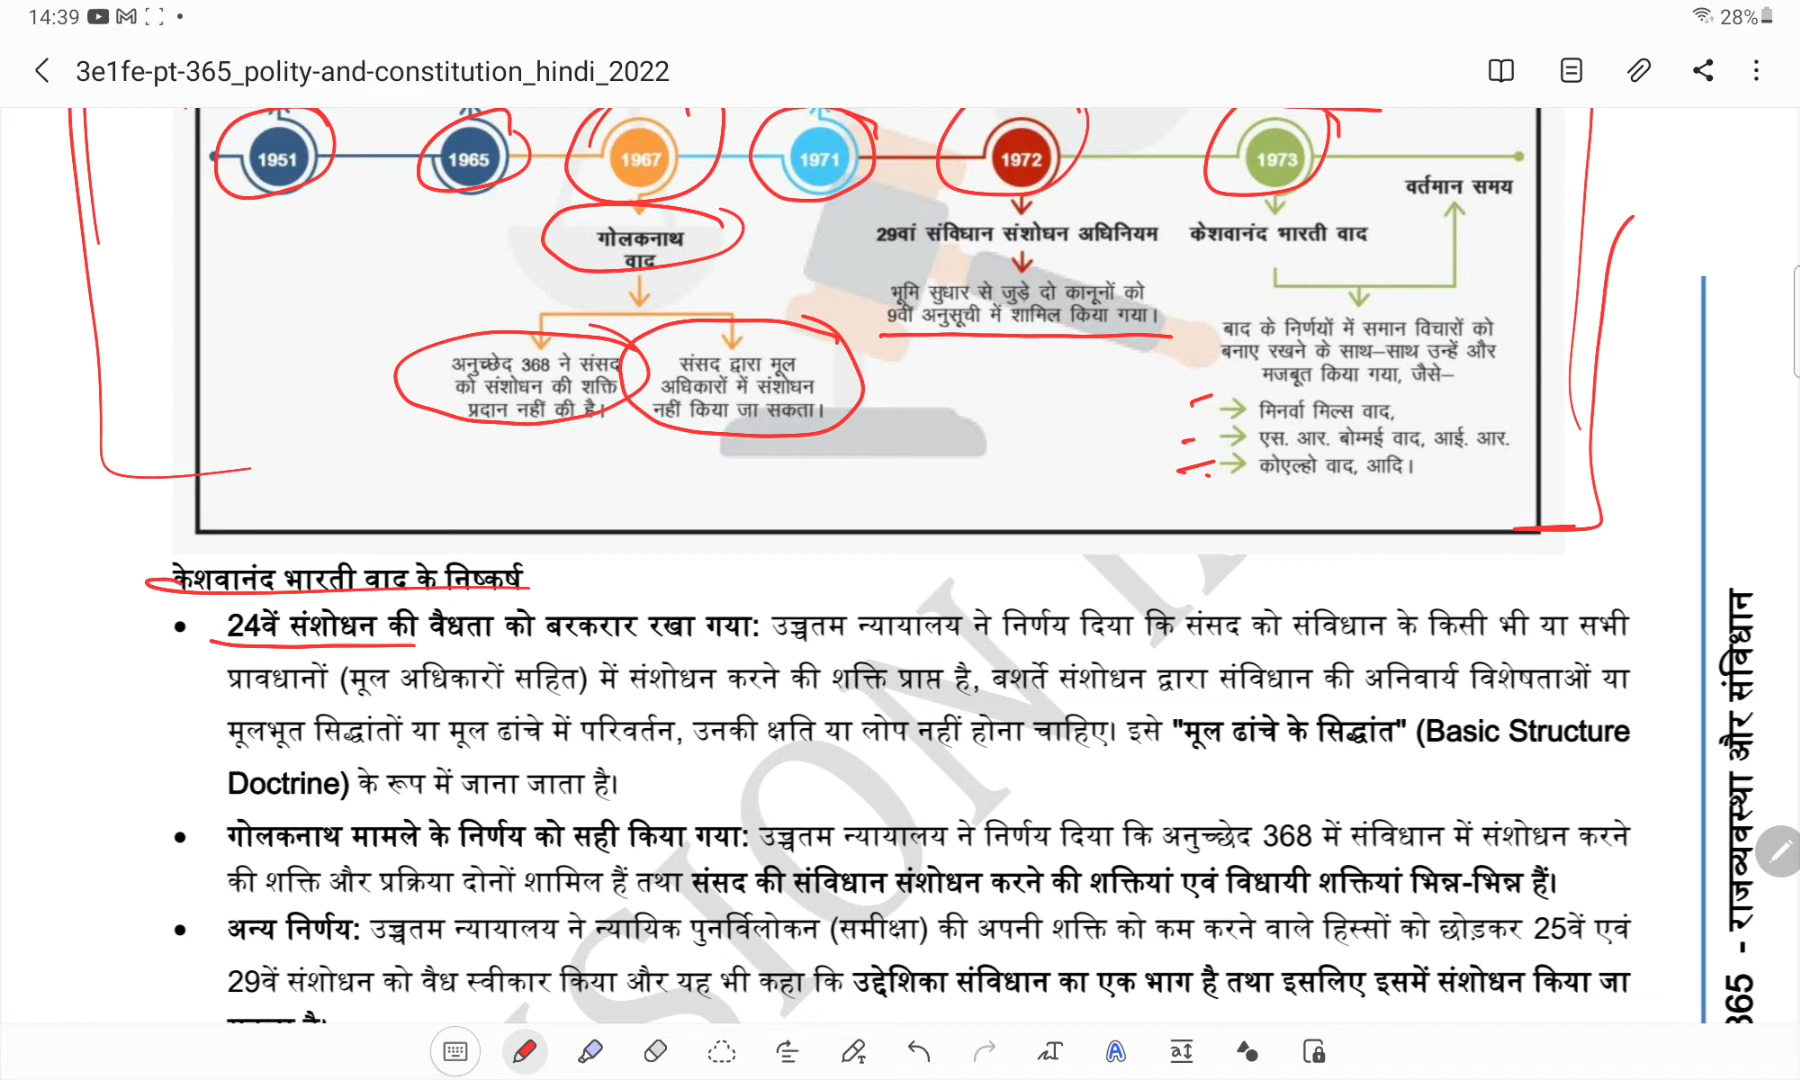 14:39
28%
3e1fe-pt-365_polity-and-constitution_hindi_2022
1951
1965
1967
1971
1972
1973
वर्तमान समय
गोलकनाथ
वाद
29वां संविधान संशोधन अधिनियम
केशवानंद भारती वाद
भूमि सुधार से जुड़े दो कानूनों को
9वीं अनुसूची में शामिल किया गया।
अनुच्छेद 368 ने संसद
को संशोधन की शक्ति
प्रदान नहीं की है।
संसद द्वारा मूल
अधिकारों में संशोधन
नहीं किया जा सकता।
बाद के निर्णयों में समान विचारों को
बनाए रखने के साथ–साथ उन्हें और
मजबूत किया गया, जैसे–
मिनर्वा मिल्स वाद,
एस. आर. बोम्मई वाद, आई. आर.
कोएल्हो वाद, आदि।
केशवानंद भारती वाद के निष्कर्ष
• 24वें संशोधन की वैधता को बरकरार रखा गया: उच्चतम न्यायालय ने निर्णय दिया कि संसद को संविधान के किसी भी या सभी
प्रावधानों (मूल अधिकारों सहित) में संशोधन करने की शक्ति प्राप्त है, बशर्ते संशोधन द्वारा संविधान की अनिवार्य विशेषताओं या
मूलभूत सिद्धांतों या मूल ढांचे में परिवर्तन, उनकी क्षति या लोप नहीं होना चाहिए। इसे "मूल ढांचे के सिद्धांत" (Basic Structure
Doctrine) के रूप में जाना जाता है।
• गोलकनाथ मामले के निर्णय को सही किया गया: उच्चतम न्यायालय ने निर्णय दिया कि अनुच्छेद 368 में संविधान में संशोधन करने
की शक्ति और प्रक्रिया दोनों शामिल हैं तथा संसद की संविधान संशोधन करने की शक्तियां एवं विधायी शक्तियां भिन्न-भिन्न हैं।
• अन्य निर्णय: उच्चतम न्यायालय ने न्यायिक पुनर्विलोकन (समीक्षा) की अपनी शक्ति को कम करने वाले हिस्सों को छोड़कर 25वें एवं
29वें संशोधन को वैध स्वीकार किया और यह भी कहा कि उद्देशिका संविधान का एक भाग है तथा इसलिए इसमें संशोधन किया जा
365 - राजव्यवस्था और संविधान